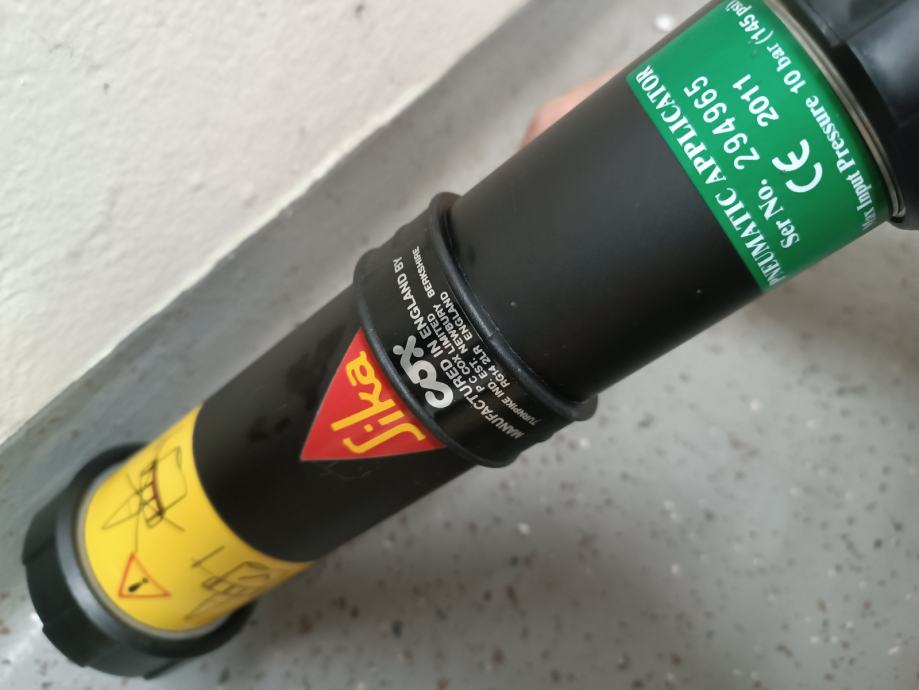 PNEUMATIC APPLICATOR
Ser No. 294965
CE 2011
Max Input Pressure 10 bar (145 psi)
cox
MANUFACTURED IN ENGLAND BY
P C COX LIMITED
TURNPIKE IND. EST. NEWBURY BERKSHIRE
RG14 2LR ENGLAND
Sika